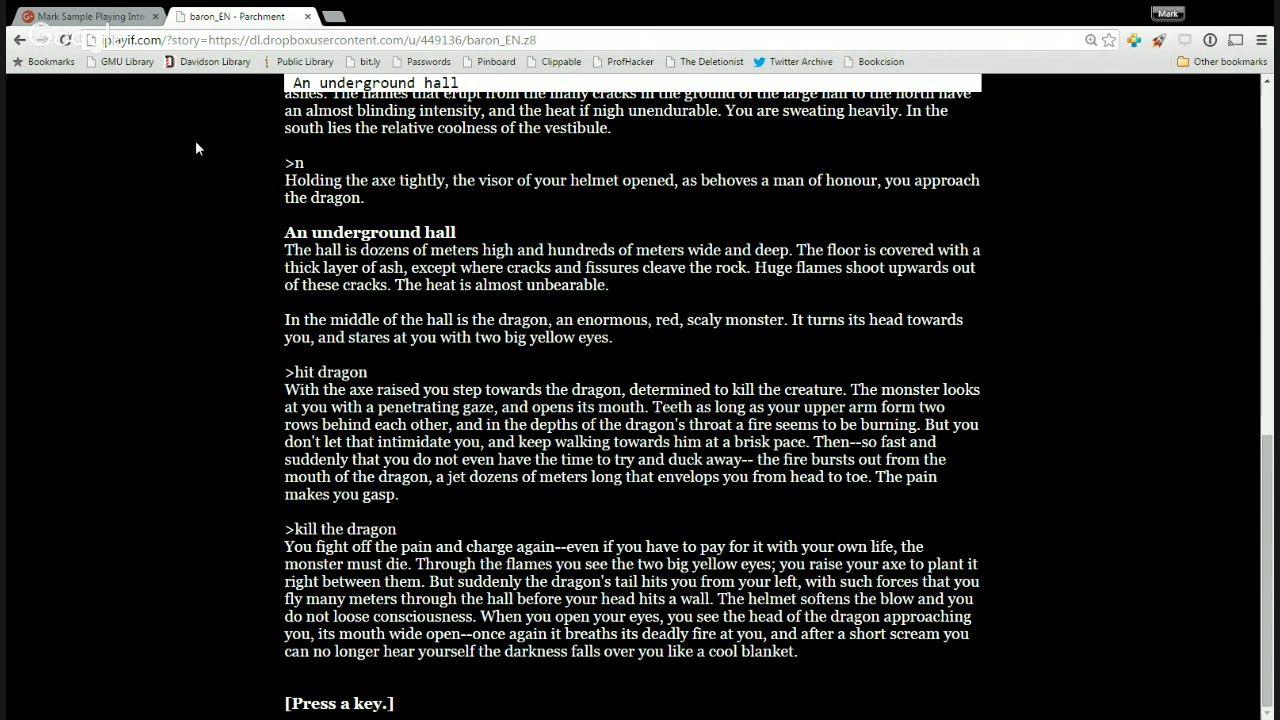 Mark Sample Playing Inte
baron_EN - Parchment
Mark
iplayif.com/?story=https://dl.dropboxusercontent.com/u/449136/baron_EN.z8
Bookmarks GMU Library Davidson Library Public Library bit.ly Passwords Pinboard Clippable ProfHacker The Deletionist Twitter Archive Bookcision Other bookmarks
An underground hall
ashes. The flames that erupt from the many cracks in the ground of the large hall to the north have
an almost blinding intensity, and the heat if nigh unendurable. You are sweating heavily. In the
south lies the relative coolness of the vestibule.
>n
Holding the axe tightly, the visor of your helmet opened, as behoves a man of honour, you approach
the dragon.
An underground hall
The hall is dozens of meters high and hundreds of meters wide and deep. The floor is covered with a
thick layer of ash, except where cracks and fissures cleave the rock. Huge flames shoot upwards out
of these cracks. The heat is almost unbearable.
In the middle of the hall is the dragon, an enormous, red, scaly monster. It turns its head towards
you, and stares at you with two big yellow eyes.
>hit dragon
With the axe raised you step towards the dragon, determined to kill the creature. The monster looks
at you with a penetrating gaze, and opens its mouth. Teeth as long as your upper arm form two
rows behind each other, and in the depths of the dragon's throat a fire seems to be burning. But you
don't let that intimidate you, and keep walking towards him at a brisk pace. Then--so fast and
suddenly that you do not even have the time to try and duck away-- the fire bursts out from the
mouth of the dragon, a jet dozens of meters long that envelops you from head to toe. The pain
makes you gasp.
>kill the dragon
You fight off the pain and charge again--even if you have to pay for it with your own life, the
monster must die. Through the flames you see the two big yellow eyes; you raise your axe to plant it
right between them. But suddenly the dragon's tail hits you from your left, with such forces that you
fly many meters through the hall before your head hits a wall. The helmet softens the blow and you
do not loose consciousness. When you open your eyes, you see the head of the dragon approaching
you, its mouth wide open--once again it breaths its deadly fire at you, and after a short scream you
can no longer hear yourself the darkness falls over you like a cool blanket.
[Press a key.]